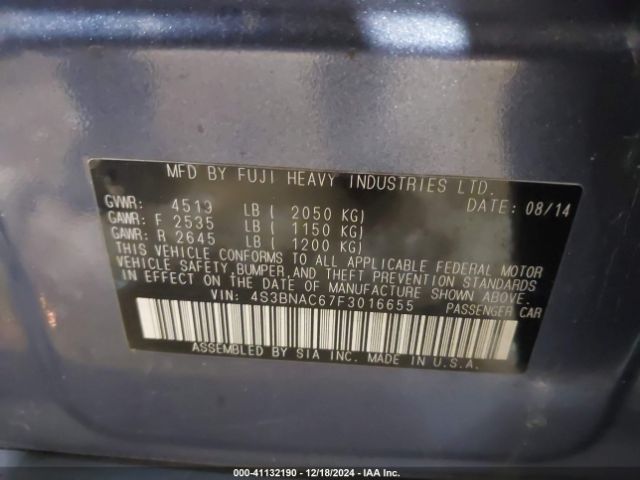 MFD BY FUJI HEAVY INDUSTRIES LTD.
GVWR: 4513 LB ( 2050 KG) DATE: 08/14
GAWR: F 2535 LB ( 1150 KG)
GAWR: R 2645 LB ( 1200 KG)
THIS VEHICLE CONFORMS TO ALL APPLICABLE FEDERAL MOTOR
VEHICLE SAFETY, BUMPER, AND THEFT PREVENTION STANDARDS
IN EFFECT ON THE DATE OF MANUFACTURE SHOWN ABOVE.
VIN: 4S3BNAC67F3016655 PASSENGER CAR
ASSEMBLED BY SIA INC. MADE IN U.S.A.
000-41132190 - 12/18/2024 - IAA Inc.